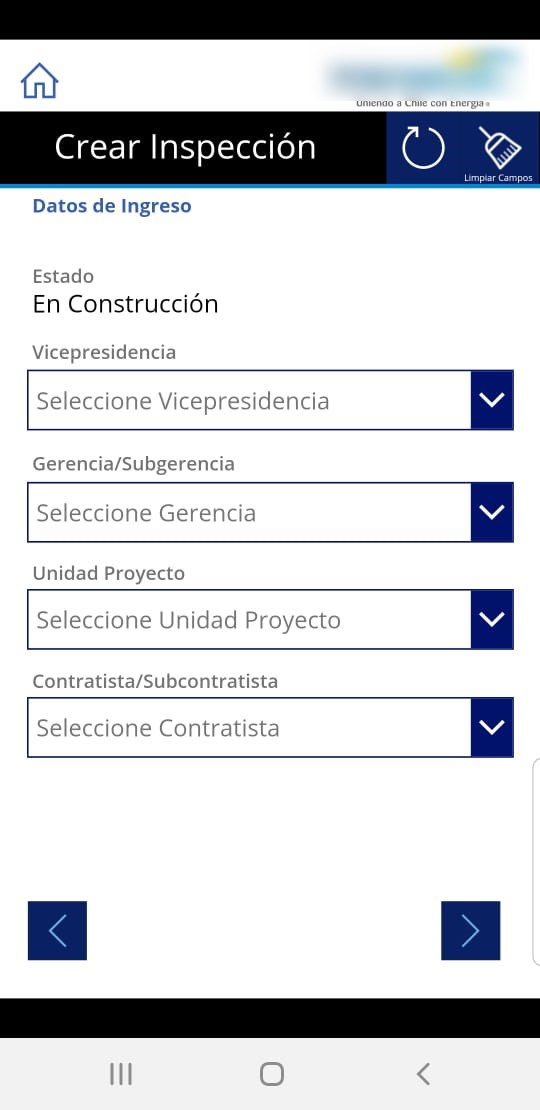 Uniendo a Chile con Energía
Crear Inspección
Limpiar Campos
Datos de Ingreso
Estado
En Construcción
Vicepresidencia
Seleccione Vicepresidencia
Gerencia/Subgerencia
Seleccione Gerencia
Unidad Proyecto
Seleccione Unidad Proyecto
Contratista/Subcontratista
Seleccione Contratista